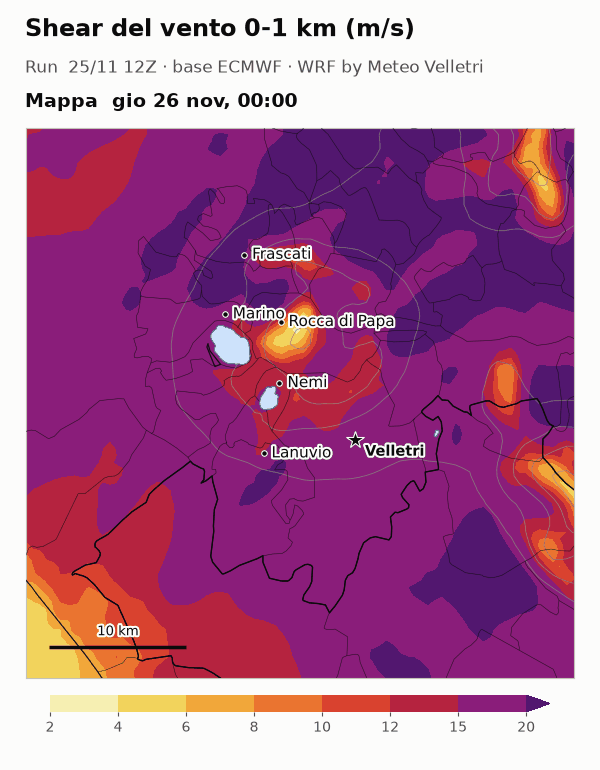 Shear del vento 0-1 km (m/s)
Run  25/11 12Z · base ECMWF · WRF by Meteo Velletri
Mappa  gio 26 nov, 00:00
Frascati
Marino
Rocca di Papa
Nemi
Velletri
Lanuvio
10 km
2 4 6 8 10 12 15 20